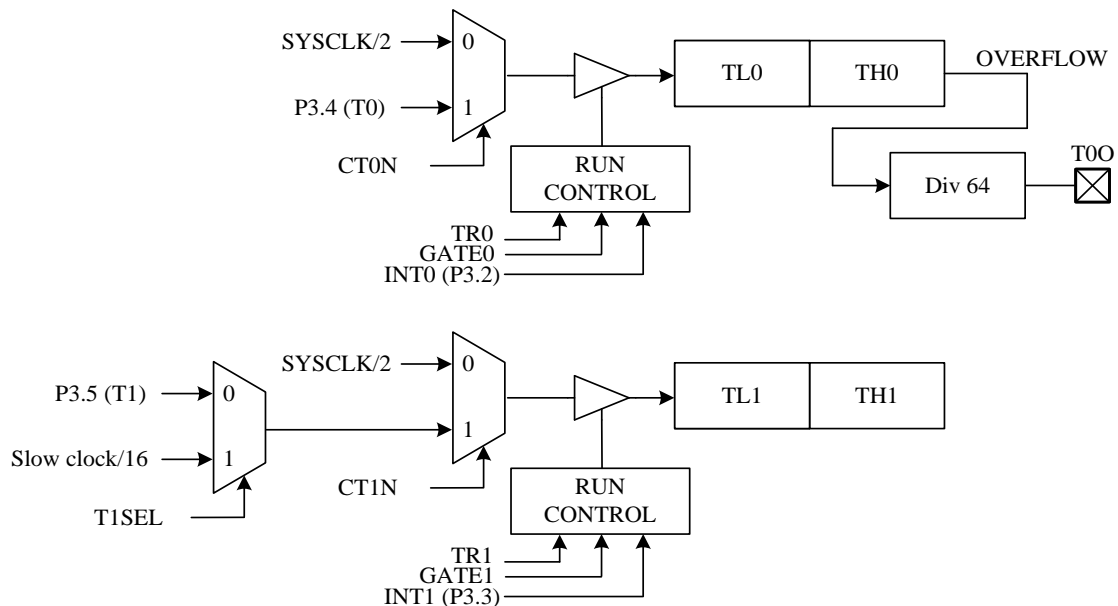 SYSCLK/2
0
TL0
TH0
OVERFLOW
P3.4 (T0)
1
CT0N
RUN
CONTROL
Div 64
T0O
TR0
GATE0
INT0 (P3.2)
SYSCLK/2
0
P3.5 (T1)
0
TL1
TH1
1
Slow clock/16
1
CT1N
RUN
CONTROL
T1SEL
TR1
GATE1
INT1 (P3.3)